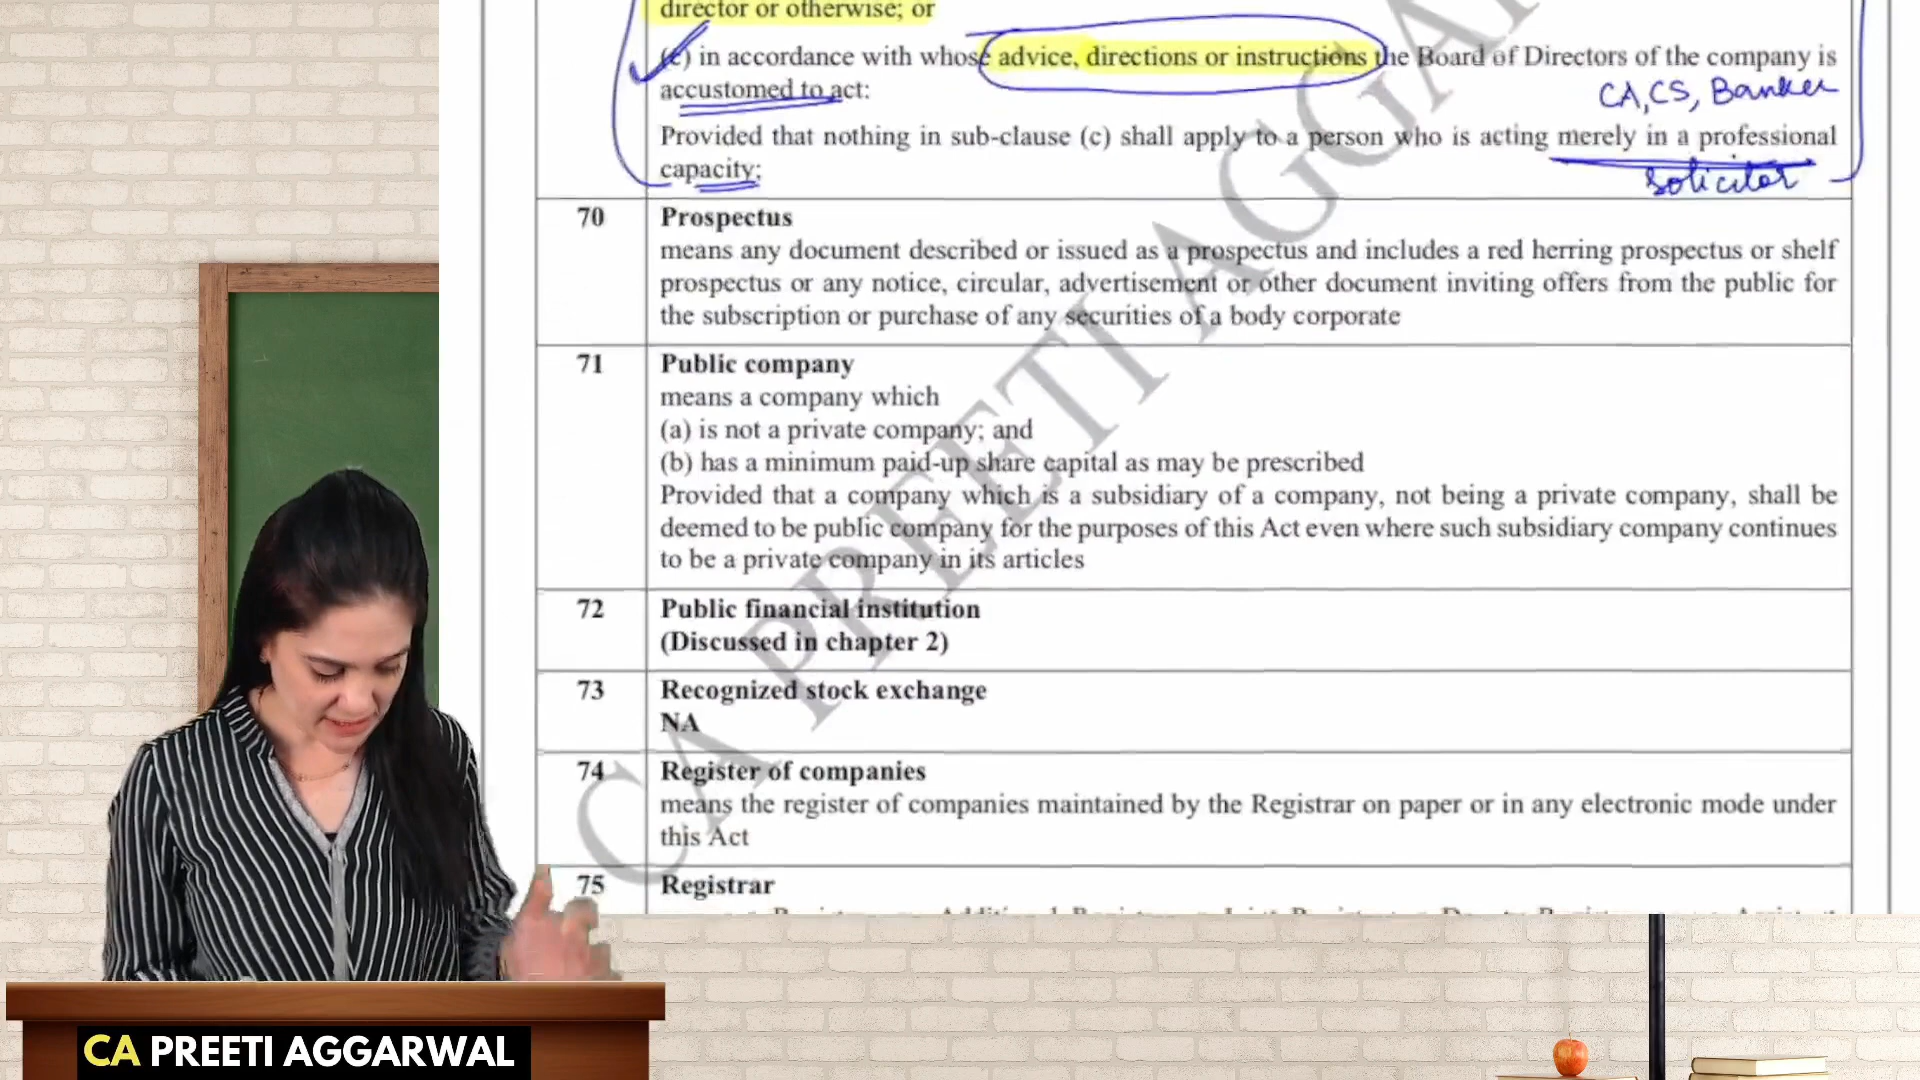 director or otherwise; or
(c) in accordance with whose advice, directions or instructions the Board of Directors of the company is
accustomed to act:
CA, CS, Banker
Provided that nothing in sub-clause (c) shall apply to a person who is acting merely in a professional
capacity;
Solicitor
70 Prospectus
means any document described or issued as a prospectus and includes a red herring prospectus or shelf
prospectus or any notice, circular, advertisement or other document inviting offers from the public for
the subscription or purchase of any securities of a body corporate
71 Public company
means a company which
(a) is not a private company; and
(b) has a minimum paid-up share capital as may be prescribed
Provided that a company which is a subsidiary of a company, not being a private company, shall be
deemed to be public company for the purposes of this Act even where such subsidiary company continues
to be a private company in its articles
72 Public financial institution
(Discussed in chapter 2)
73 Recognized stock exchange
NA
74 Register of companies
means the register of companies maintained by the Registrar on paper or in any electronic mode under
this Act
75 Registrar
CA PREETI AGGA
CA PREETI AGGARWAL